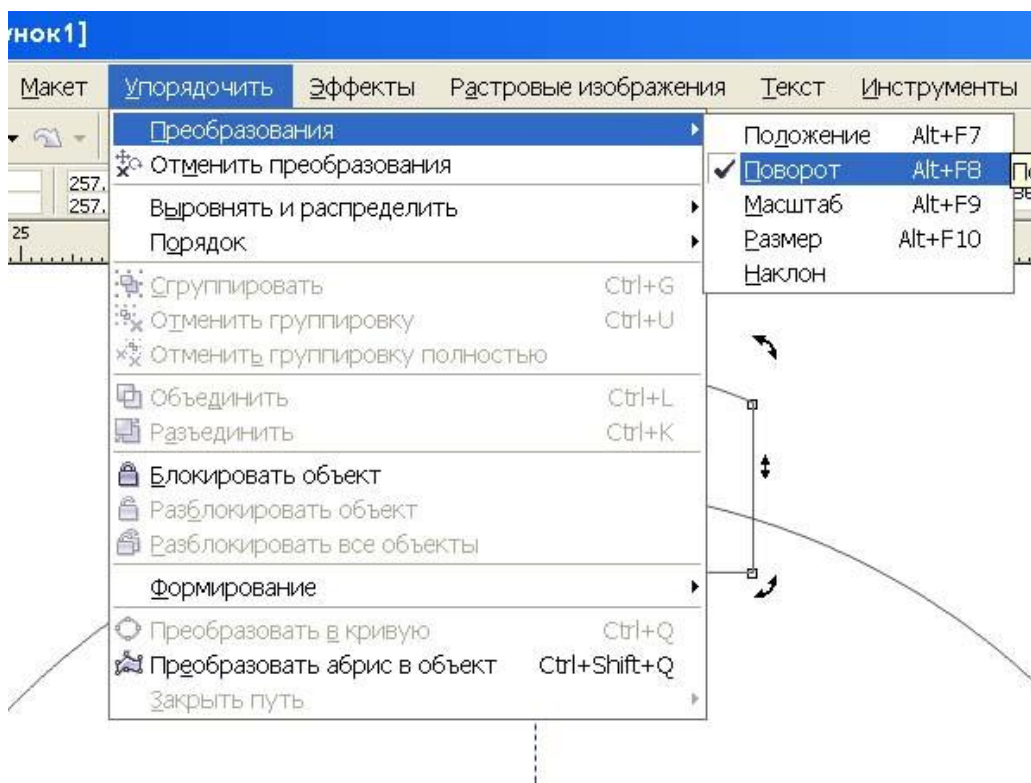 нок1]
Макет Упорядочить Эффекты Растровые изображения Текст Инструменты
Преобразования
Отменить преобразования
Выровнять и распределить
Порядок
Сгруппировать Ctrl+G
Отменить группировку Ctrl+U
Отменить группировку полностью
Объединить Ctrl+L
Разъединить Ctrl+K
Блокировать объект
Разблокировать объект
Разблокировать все объекты
Формирование
Преобразовать в кривую Ctrl+Q
Преобразовать абрис в объект Ctrl+Shift+Q
Закрыть путь
Положение Alt+F7
Поворот Alt+F8
Масштаб Alt+F9
Размер Alt+F10
Наклон
257.
257.
25